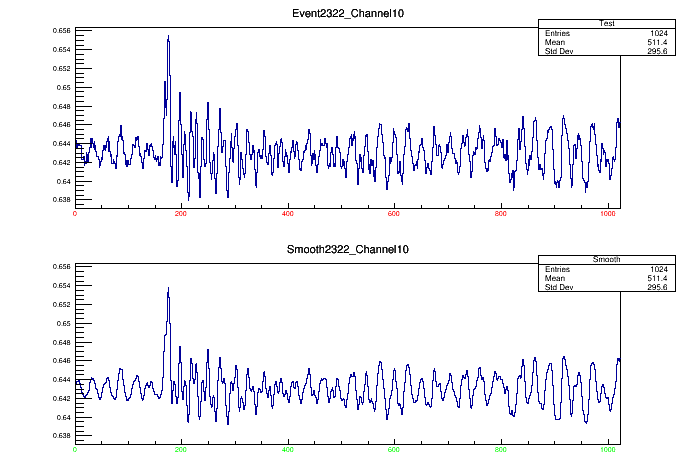 Event2322_Channel10
Test
Entries 1024
Mean 511.4
Std Dev 295.6
0.656
0.654
0.652
0.65
0.648
0.646
0.644
0.642
0.64
0.638
0 200 400 600 800 1000
Smooth2322_Channel10
Smooth
Entries 1024
Mean 511.4
Std Dev 295.6
0.656
0.654
0.652
0.65
0.648
0.646
0.644
0.642
0.64
0.638
0 200 400 600 800 1000